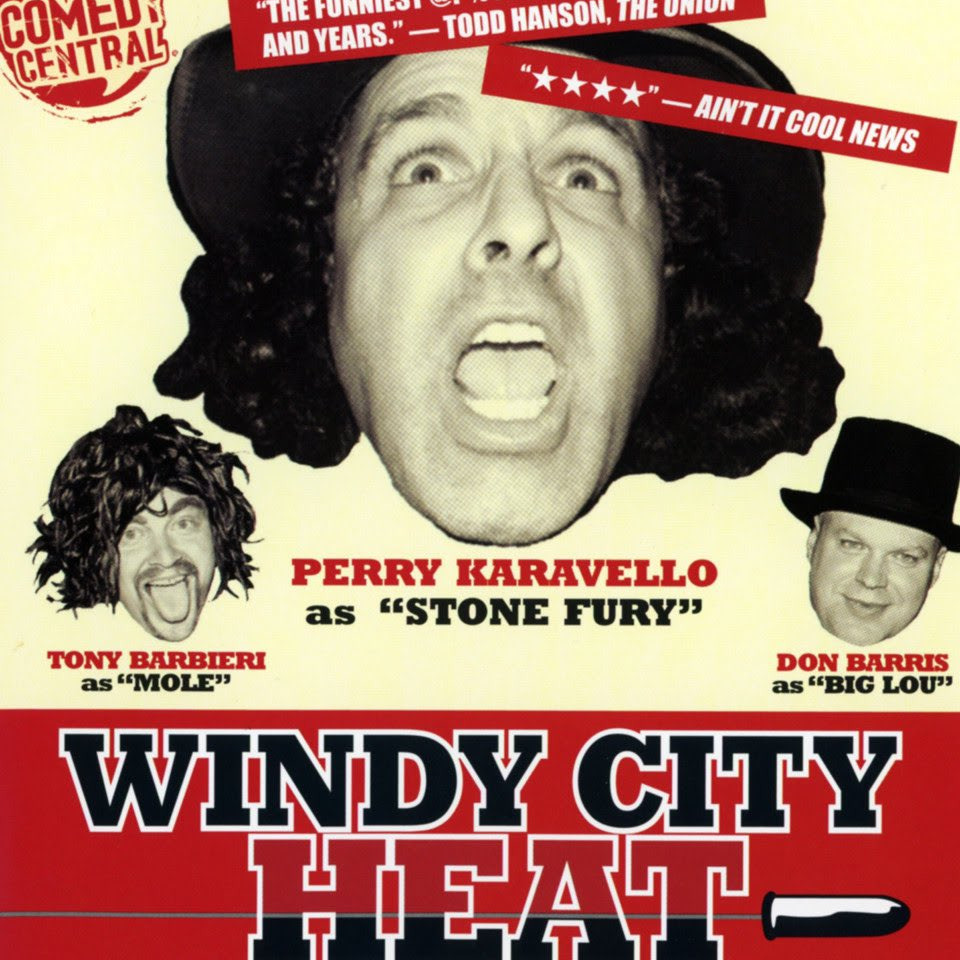 COMEDY
CENTRAL
"THE FUNNIEST
AND YEARS." — TODD HANSON, THE ONION
"★★★★" — AIN'T IT COOL NEWS
PERRY KARAVELLO
as "STONE FURY"
TONY BARBIERI
as "MOLE"
DON BARRIS
as "BIG LOU"
WINDY CITY
HEAT